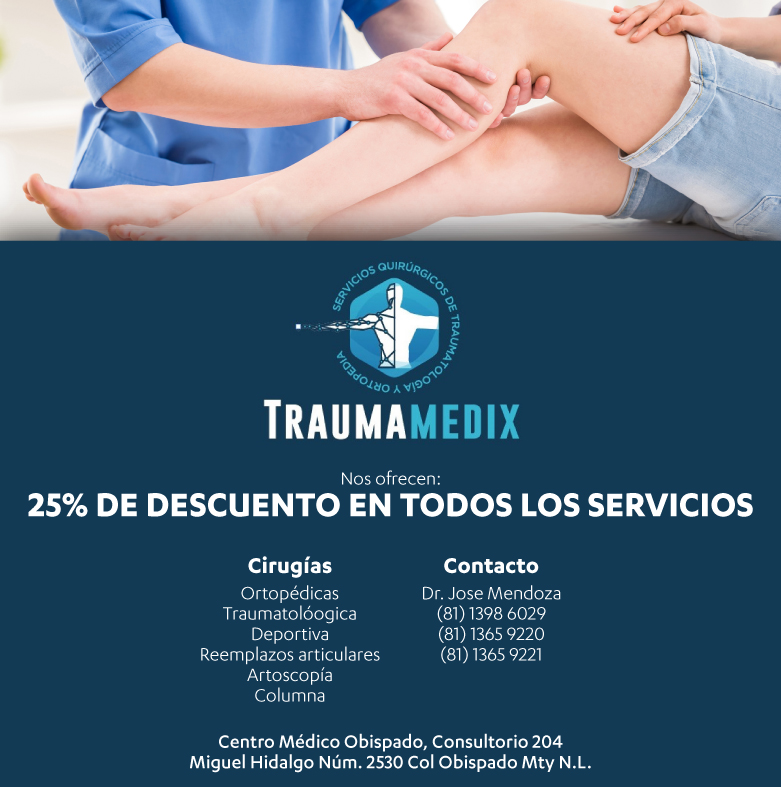 SERVICIOS QUIRÚRGICOS DE TRAUMATOLOGÍA Y ORTOPEDIA
TRAUMAMEDIX
Nos ofrecen:
25% DE DESCUENTO EN TODOS LOS SERVICIOS
Cirugías
Ortopédicas
Traumatolóogica
Deportiva
Reemplazos articulares
Artoscopía
Columna
Contacto
Dr. Jose Mendoza
(81) 1398 6029
(81) 1365 9220
(81) 1365 9221
Centro Médico Obispado, Consultorio 204
Miguel Hidalgo Núm. 2530 Col Obispado Mty N.L.